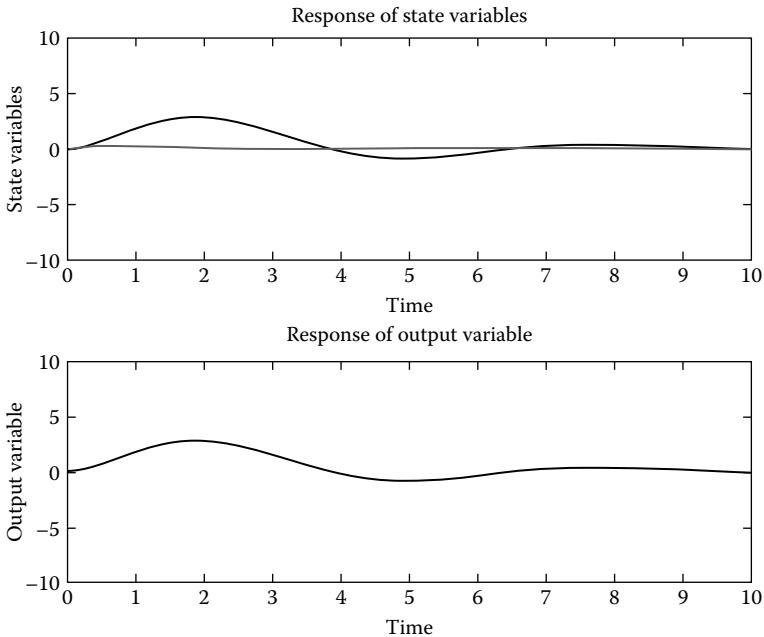 Response of state variables
10
5
0
–5
–10
State variables
0 1 2 3 4 5 6 7 8 9 10
Time
Response of output variable
10
5
0
–5
–10
Output variable
0 1 2 3 4 5 6 7 8 9 10
Time